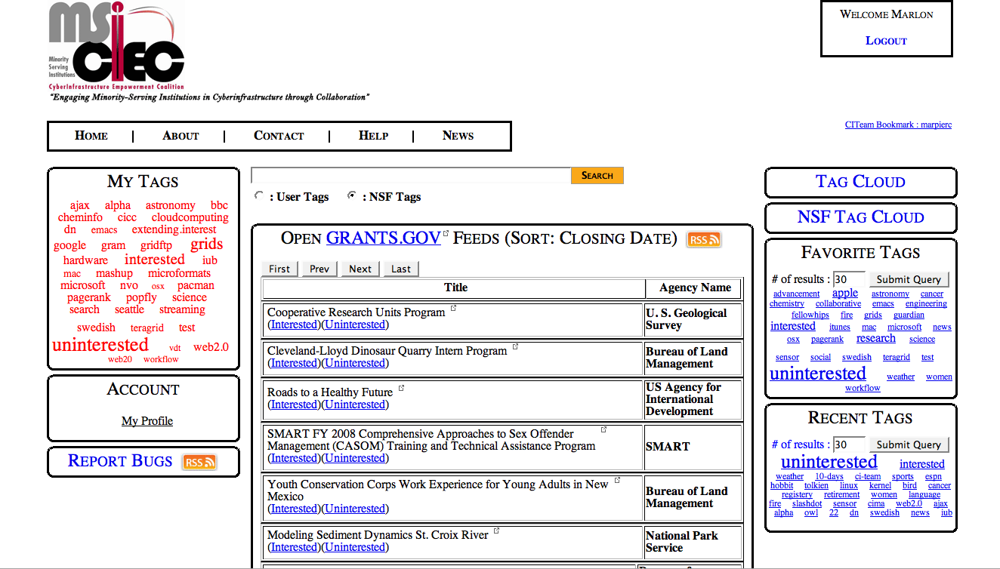 msi
CIEC
Minority
Serving
Institutions
CyberInfrastructure Empowerment Coalition
"Engaging Minority-Serving Institutions in Cyberinfrastructure through Collaboration"
Welcome Marlon
Logout
Home | About | Contact | Help | News
CITeam Bookmark : marpierc
My Tags
ajax alpha astronomy bbc
cheminfo cicc cloudcomputing
dn emacs extending.interest
google gram gridftp grids
hardware interested iub
mac mashup microformats
microsoft nvo osx pacman
pagerank popfly science
search seattle streaming
swedish teragrid test
uninterested vdt web2.0
web20 workflow
Account
My Profile
Report Bugs RSS
Search
: User Tags : NSF Tags
Open GRANTS.GOV Feeds (Sort: Closing Date) RSS
First Prev Next Last
Title Agency Name
Cooperative Research Units Program
(Interested)(Uninterested)
U. S. Geological
Survey
Cleveland-Lloyd Dinosaur Quarry Intern Program
(Interested)(Uninterested)
Bureau of Land
Management
Roads to a Healthy Future
(Interested)(Uninterested)
US Agency for
International
Development
SMART FY 2008 Comprehensive Approaches to Sex Offender
Management (CASOM) Training and Technical Assistance Program
(Interested)(Uninterested)
SMART
Youth Conservation Corps Work Experience for Young Adults in New
Mexico
(Interested)(Uninterested)
Bureau of Land
Management
Modeling Sediment Dynamics St. Croix River
(Interested)(Uninterested)
National Park
Service
Tag Cloud
NSF Tag Cloud
Favorite Tags
# of results : 30 Submit Query
advancement apple astronomy cancer
chemistry collaborative emacs engineering
fellowhips fire grids guardian
interested itunes mac microsoft news
osx pagerank research science
sensor social swedish teragrid test
uninterested weather women
workflow
Recent Tags
# of results : 30 Submit Query
uninterested interested
weather 10-days ci-team sports espn
hobbit tolkien linux kernel bird cancer
registery retirement women language
fire slashdot sensor cima web2.0 ajax
alpha owl 22 dn swedish news iub